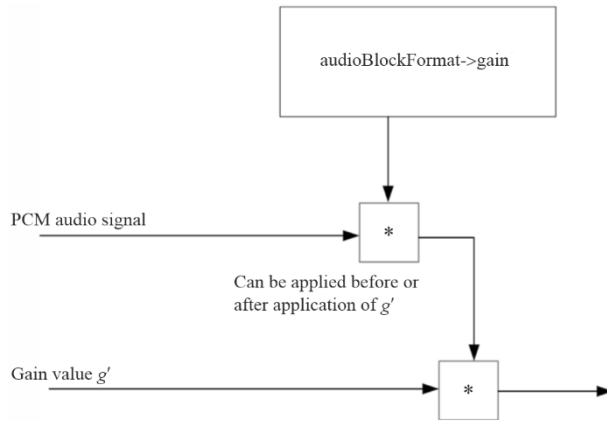 audioBlockFormat->gain
PCM audio signal
*
Can be applied before or
after application of g′
Gain value g′
*